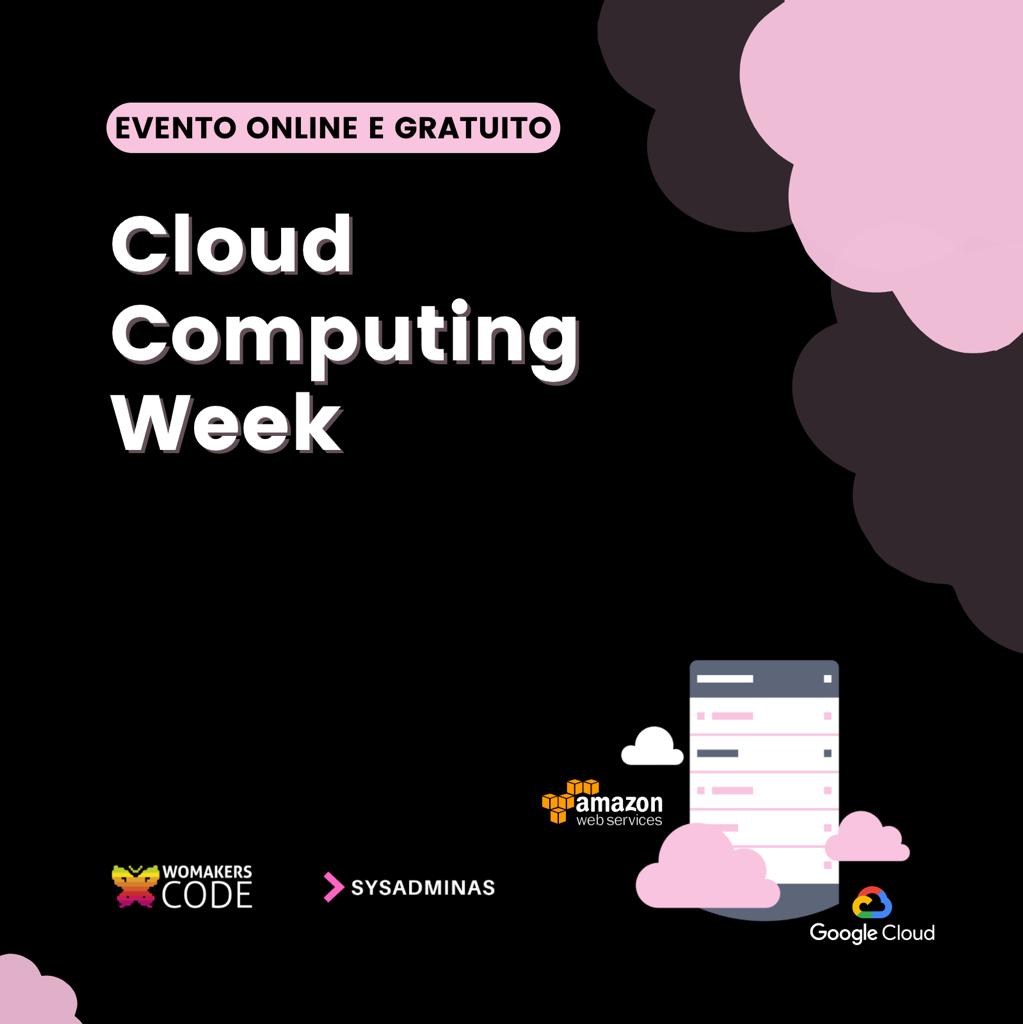 EVENTO ONLINE E GRATUITO
Cloud
Computing
Week
amazon
web services
WOMAKERS
CODE
SYSADMINAS
Google Cloud